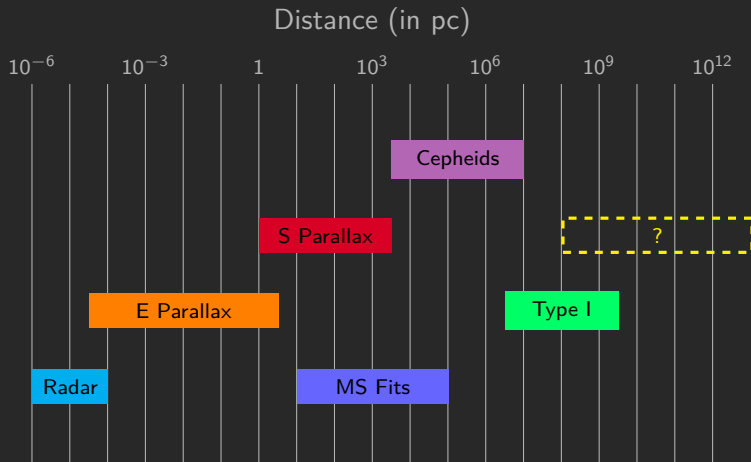 Distance (in pc)
10⁻⁶ 10⁻³ 1 10³ 10⁶ 10⁹ 10¹²
Cepheids
S Parallax
?
E Parallax
Type I
Radar
MS Fits